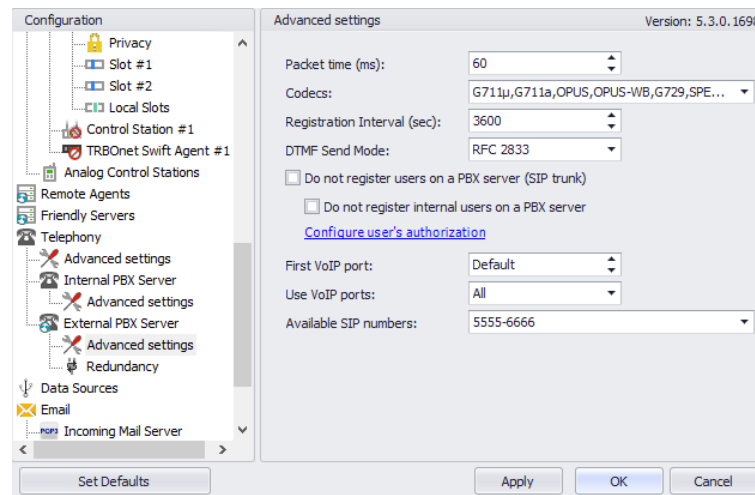 Configuration
Privacy
Slot #1
Slot #2
Local Slots
Control Station #1
TRBOnet Swift Agent #1
Analog Control Stations
Remote Agents
Friendly Servers
Telephony
Advanced settings
Internal PBX Server
Advanced settings
External PBX Server
Advanced settings
Redundancy
Data Sources
Email
POP3 Incoming Mail Server
Set Defaults
Advanced settings Version: 5.3.0.1698
Packet time (ms): 60
Codecs: G711µ,G711a,OPUS,OPUS-WB,G729,SPE...
Registration Interval (sec): 3600
DTMF Send Mode: RFC 2833
Do not register users on a PBX server (SIP trunk)
Do not register internal users on a PBX server
Configure user's authorization
First VoIP port: Default
Use VoIP ports: All
Available SIP numbers: 5555-6666
Apply OK Cancel